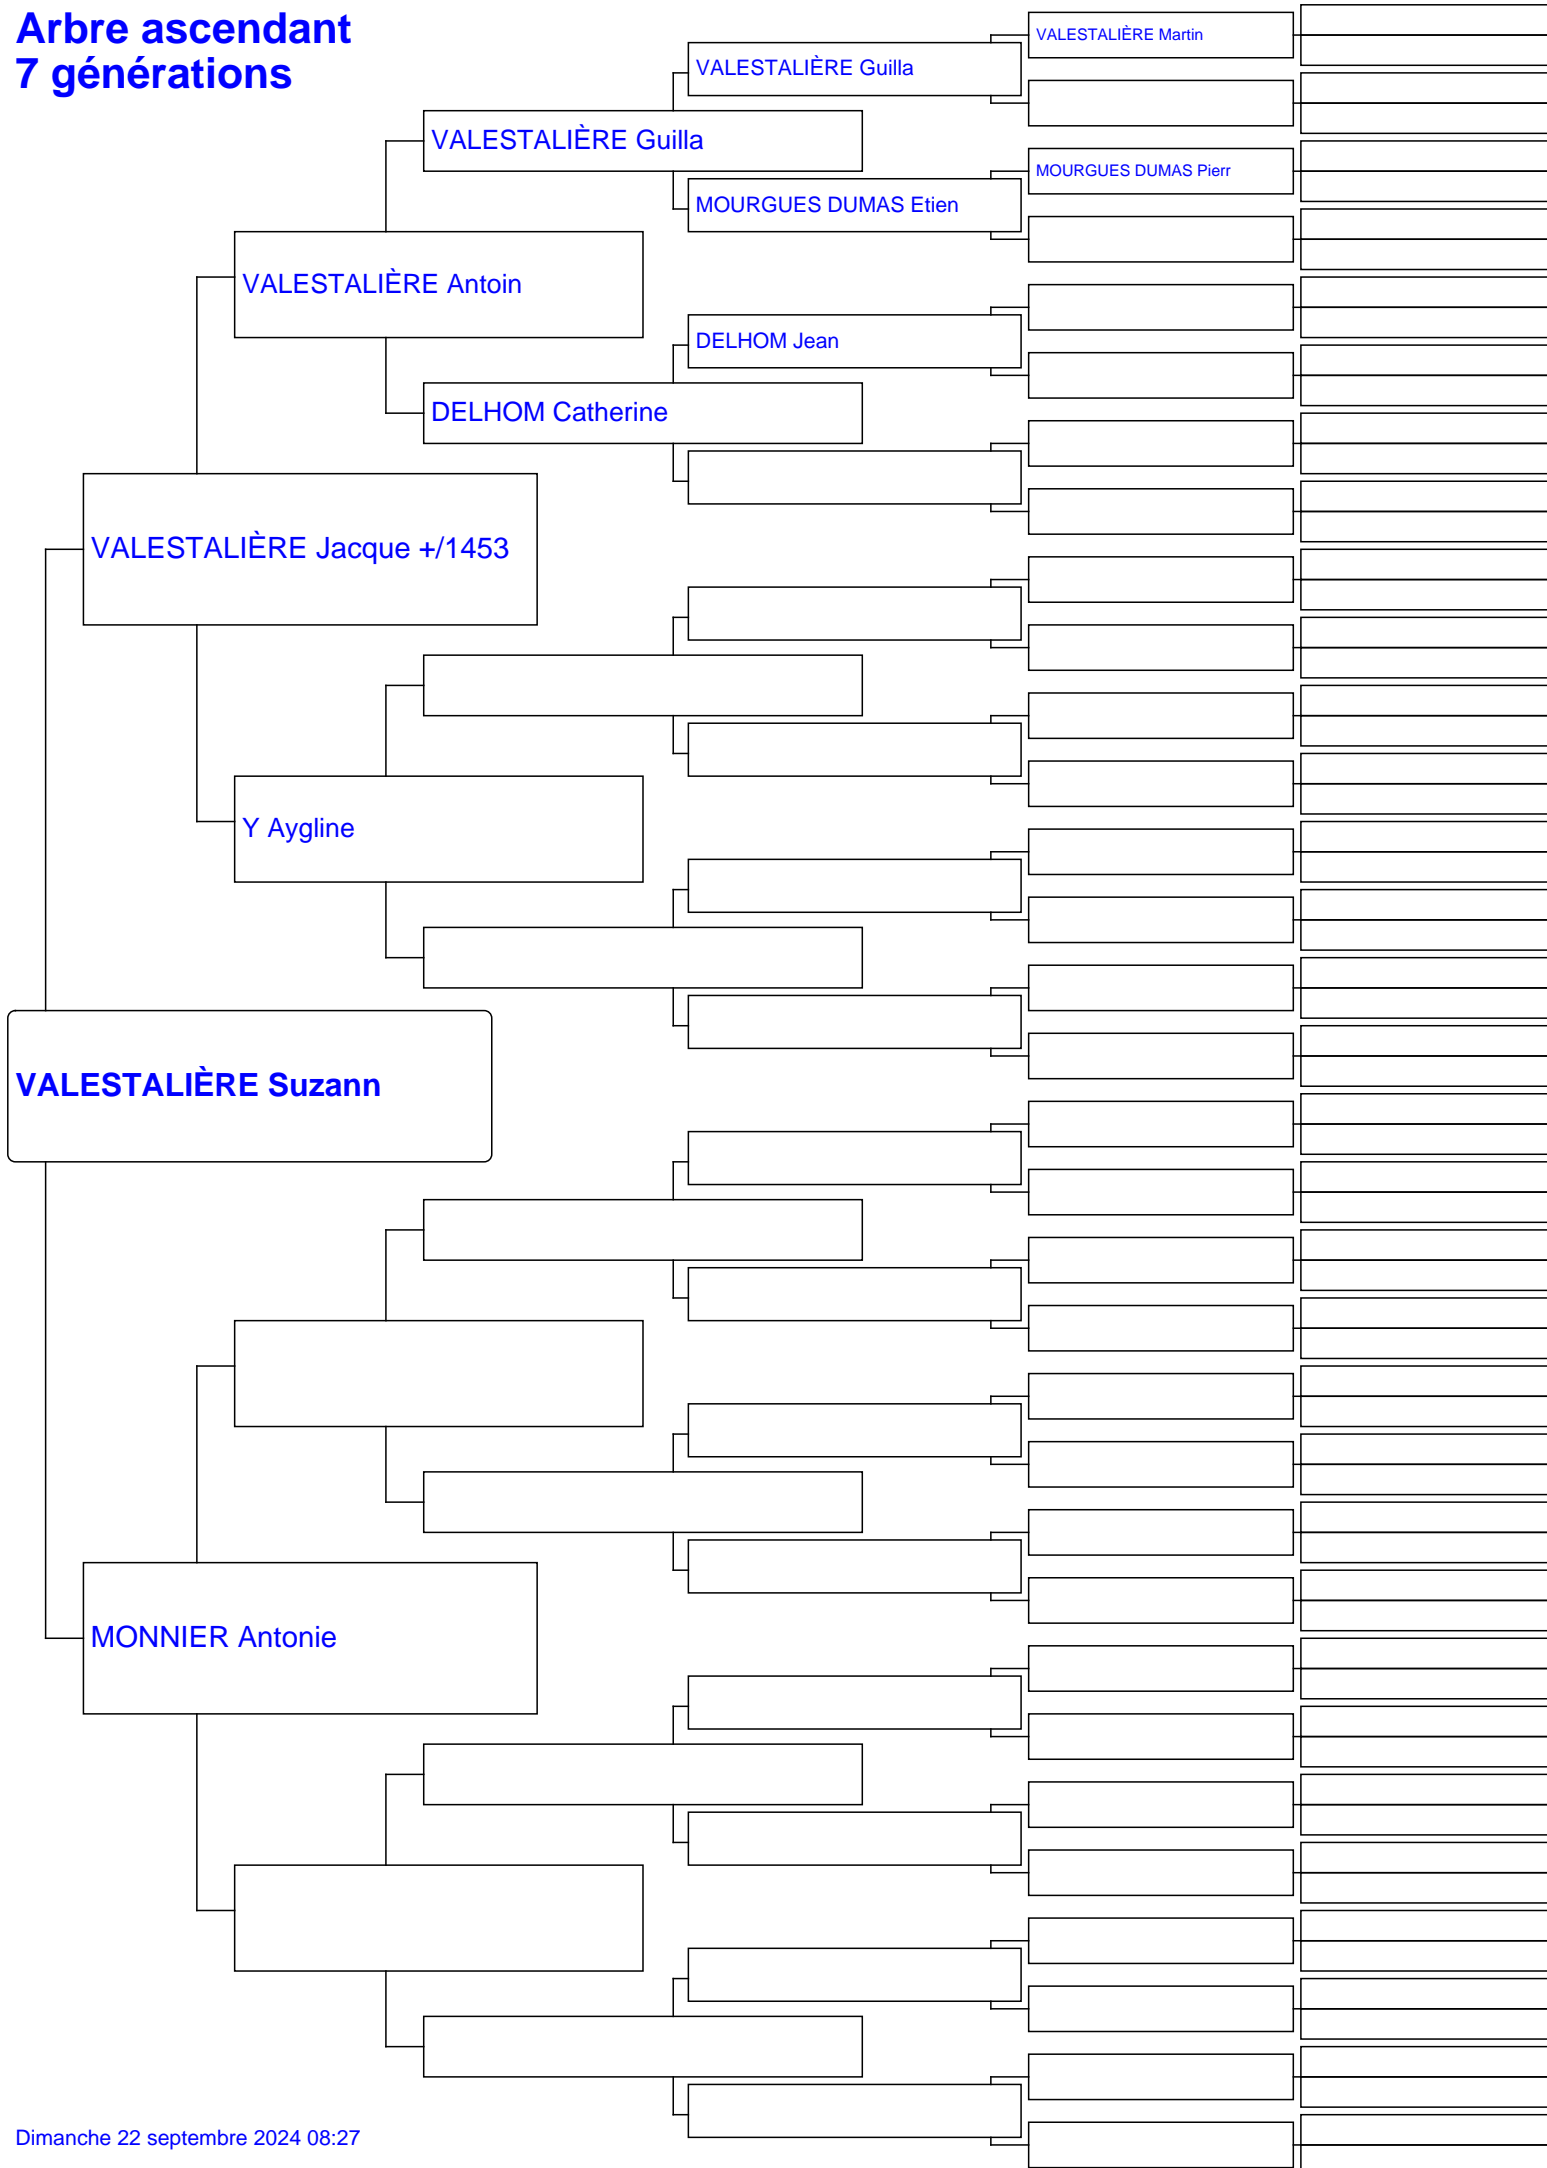 Arbre ascendant
7 générations
VALESTALIÈRE Martin
VALESTALIÈRE Guilla
VALESTALIÈRE Guilla
MOURGUES DUMAS Pierr
MOURGUES DUMAS Etien
VALESTALIÈRE Antoin
DELHOM Jean
DELHOM Catherine
VALESTALIÈRE Jacque +/1453
Y Aygline
VALESTALIÈRE Suzann
MONNIER Antonie
Dimanche 22 septembre 2024 08:27